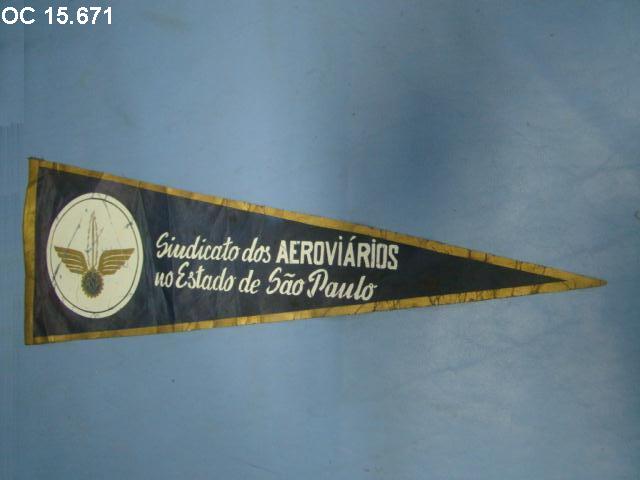 OC 15.671
Sindicato dos AEROVIÁRIOS
no Estado de São Paulo